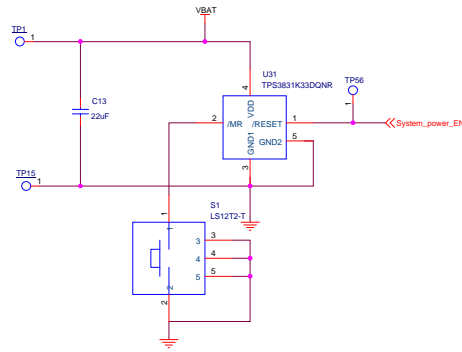 VBAT
TP1
1
U31
TPS3831K33DQNR
4
VDD
TP56
C13
22uF
1
2
/MR
/RESET
1
System_power_EN
GND1
GND2
5
3
TP15
1
S1
LS12T2-T
1
1
3
3
4
4
5
5
2
2